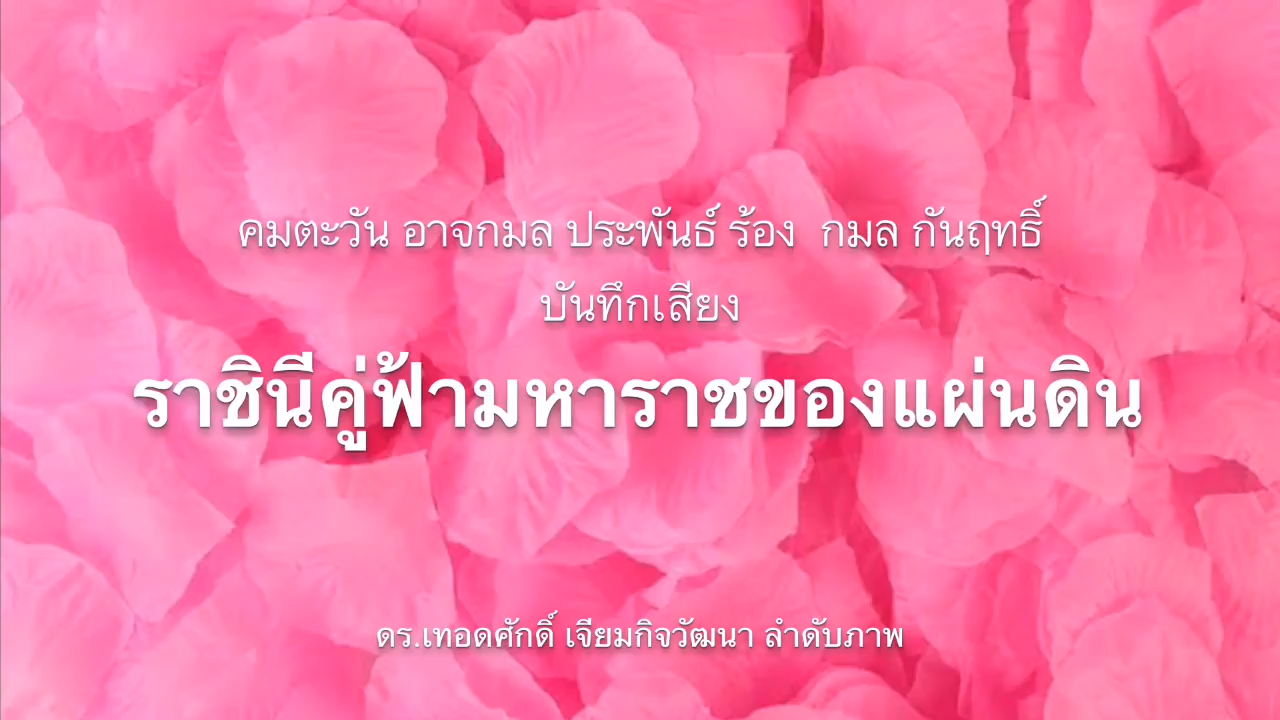 คมตะวัน อาจกมล ประพันธ์ ร้อง  กมล กันฤทธิ์
บันทึกเสียง
ราชินีคู่ฟ้ามหาราชของแผ่นดิน
ดร.เทอดศักดิ์ เจียมกิจวัฒนา ลำดับภาพ